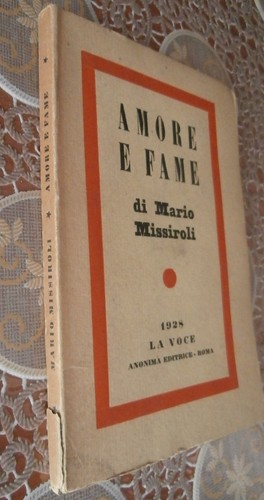 AMORE
E FAME
di Mario
Missiroli
1928
LA VOCE
ANONIMA EDITRICE - ROMA
MARIO MISSIROLI * AMORE E FAME *